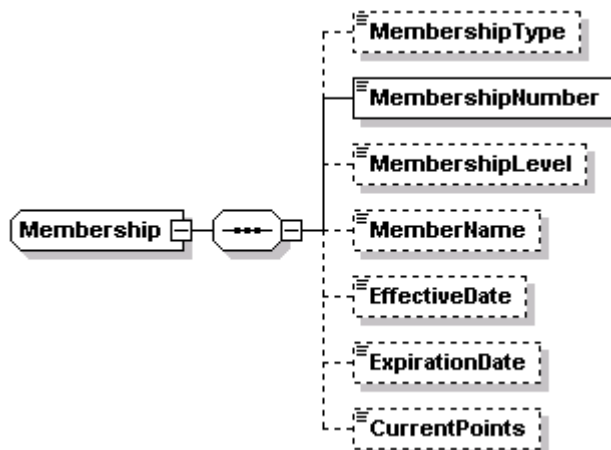 MembershipType
MembershipNumber
MembershipLevel
Membership
MemberName
EffectiveDate
ExpirationDate
CurrentPoints